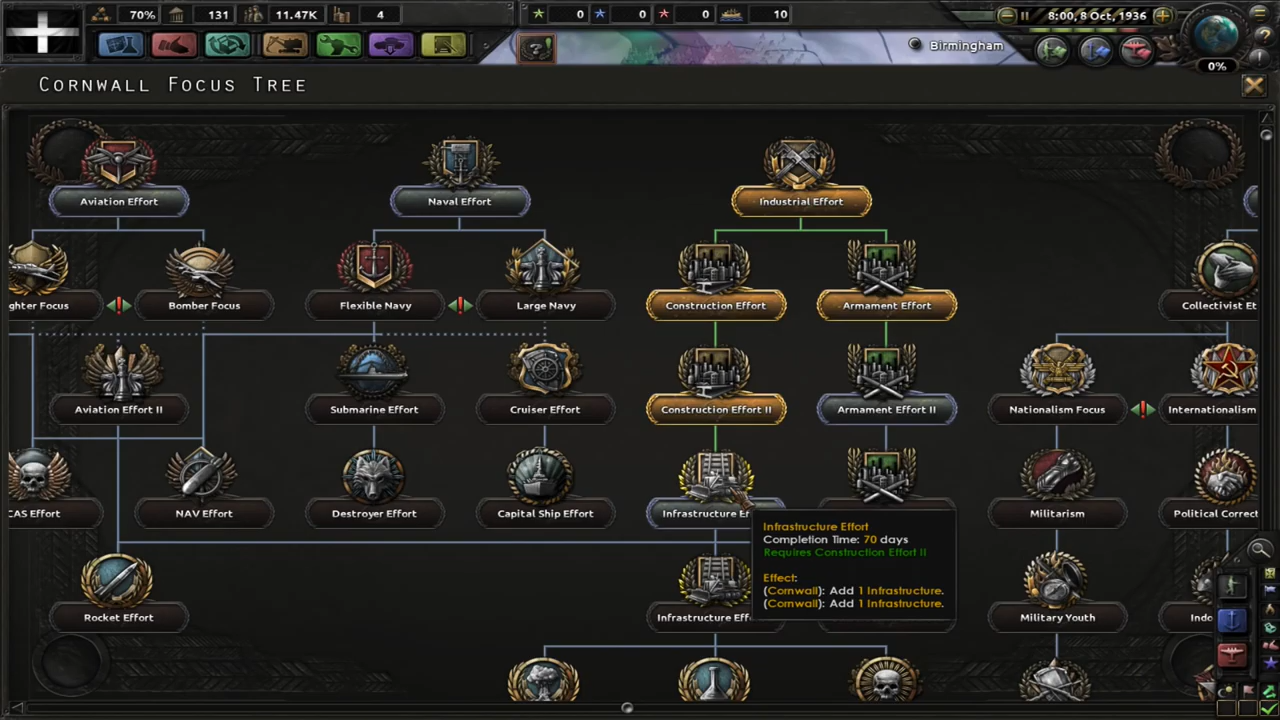 70% 131 11.47K 4 0 0 0 10 8:00, 8 Oct, 1936
Birmingham
0%
Cornwall Focus Tree
Aviation Effort Naval Effort Industrial Effort
ghter Focus Bomber Focus Flexible Navy Large Navy Construction Effort Armament Effort Collectivist Et
Aviation Effort II Submarine Effort Cruiser Effort Construction Effort II Armament Effort II Nationalism Focus Internationalism
CAS Effort NAV Effort Destroyer Effort Capital Ship Effort Infrastructure Ef Militarism Political Correct
Infrastructure Effort
Completion Time: 70 days
Requires Construction Effort II
Effect:
(Cornwall): Add 1 Infrastructure.
(Cornwall): Add 1 Infrastructure.
Rocket Effort Infrastructure Eff Military Youth Indo